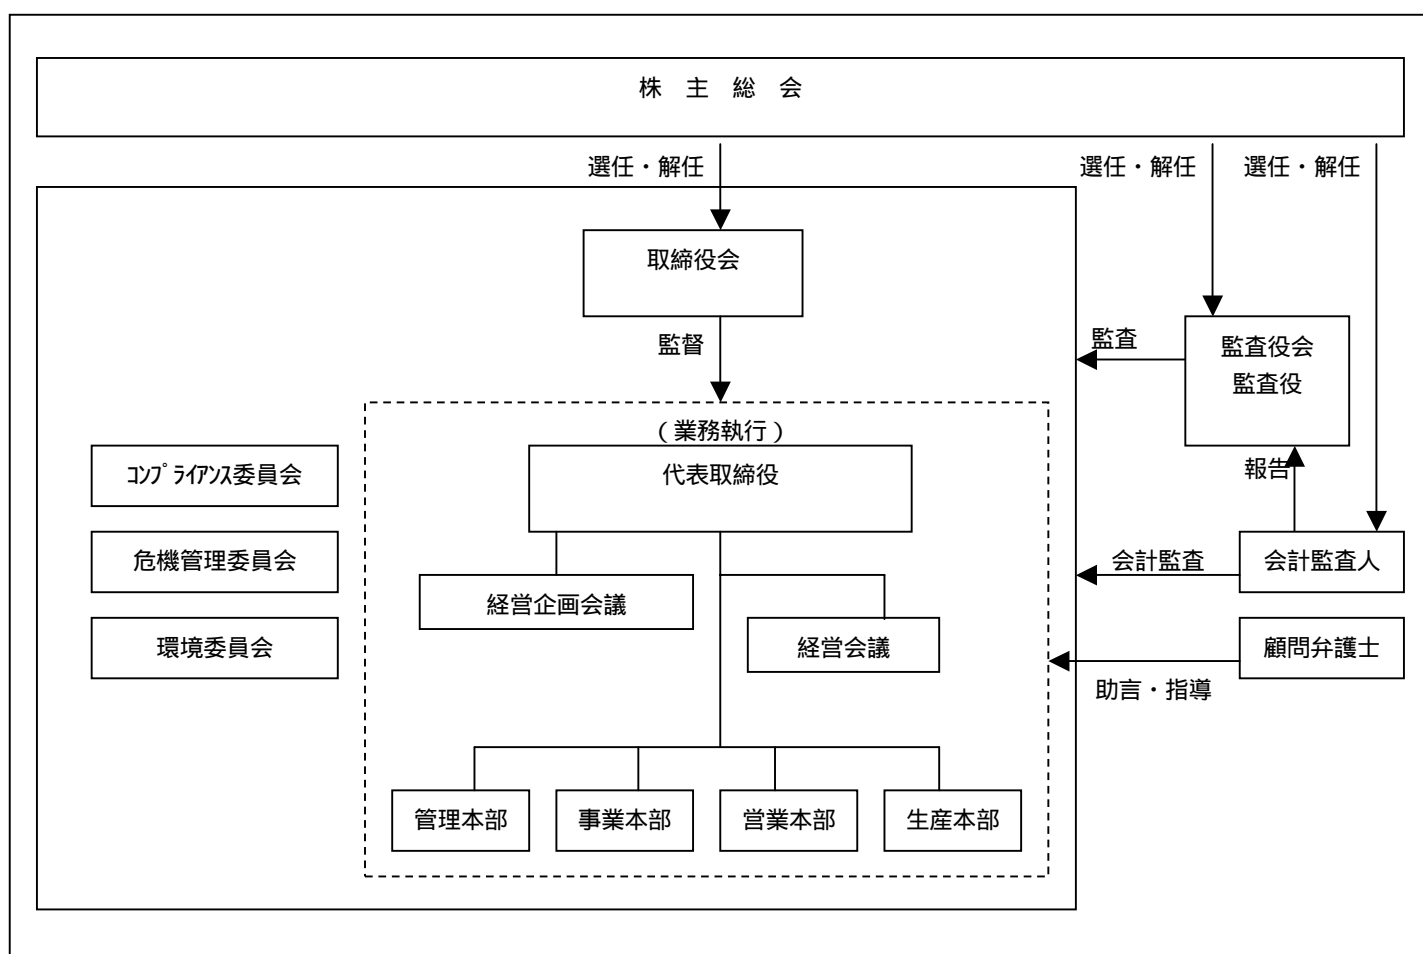 株 主 総 会
選任・解任
選任・解任
選任・解任
取締役会
監督
監査
監査役会
監査役
(業務執行)
代表取締役
ｺﾝﾌﾟﾗｲｱﾝｽ委員会
報告
危機管理委員会
会計監査
会計監査人
経営企画会議
環境委員会
経営会議
顧問弁護士
助言・指導
管理本部
事業本部
営業本部
生産本部